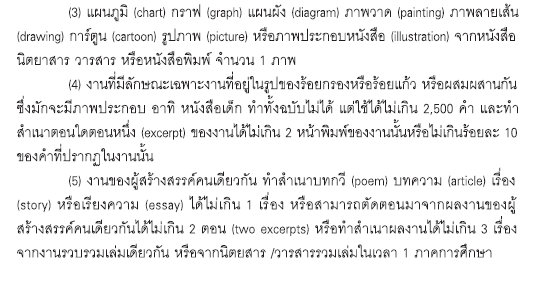 (3) แผนภูมิ (chart) กราฟ (graph) แผนผัง (diagram) ภาพวาด (painting) ภาพลายเส้น
(drawing) การ์ตูน (cartoon) รูปภาพ (picture) หรือภาพประกอบหนังสือ (illustration) จากหนังสือ
นิตยาสาร วารสาร หรือหนังสือพิมพ์ จำนวน 1 ภาพ
(4) งานที่มีลักษณะเฉพาะงานที่อยู่ในรูปของร้อยกรองหรือร้อยแก้ว หรือผสมผสานกัน
ซึ่งมักจะมีภาพประกอบ อาทิ หนังสือเด็ก ทำทั้งฉบับไม่ได้ แต่ใช้ได้ไม่เกิน 2,500 คำ และทำ
สำเนาตอนใดตอนหนึ่ง (excerpt) ของงานได้ไม่เกิน 2 หน้าพิมพ์ของงานนั้นหรือไม่เกินร้อยละ 10
ของคำที่ปรากฏในงานนั้น
(5) งานของผู้สร้างสรรค์คนเดียวกัน ทำสำเนาบทกวี (poem) บทความ (article) เรื่อง
(story) หรือเรียงความ (essay) ได้ไม่เกิน 1 เรื่อง หรือสามารถตัดตอนมาจากผลงานของผู้
สร้างสรรค์คนเดียวกันได้ไม่เกิน 2 ตอน (two excerpts) หรือทำสำเนาผลงานได้ไม่เกิน 3 เรื่อง
จากงานรวบรวมเล่มเดียวกัน หรือจากนิตยสาร /วารสารรวมเล่มในเวลา 1 ภาคการศึกษา